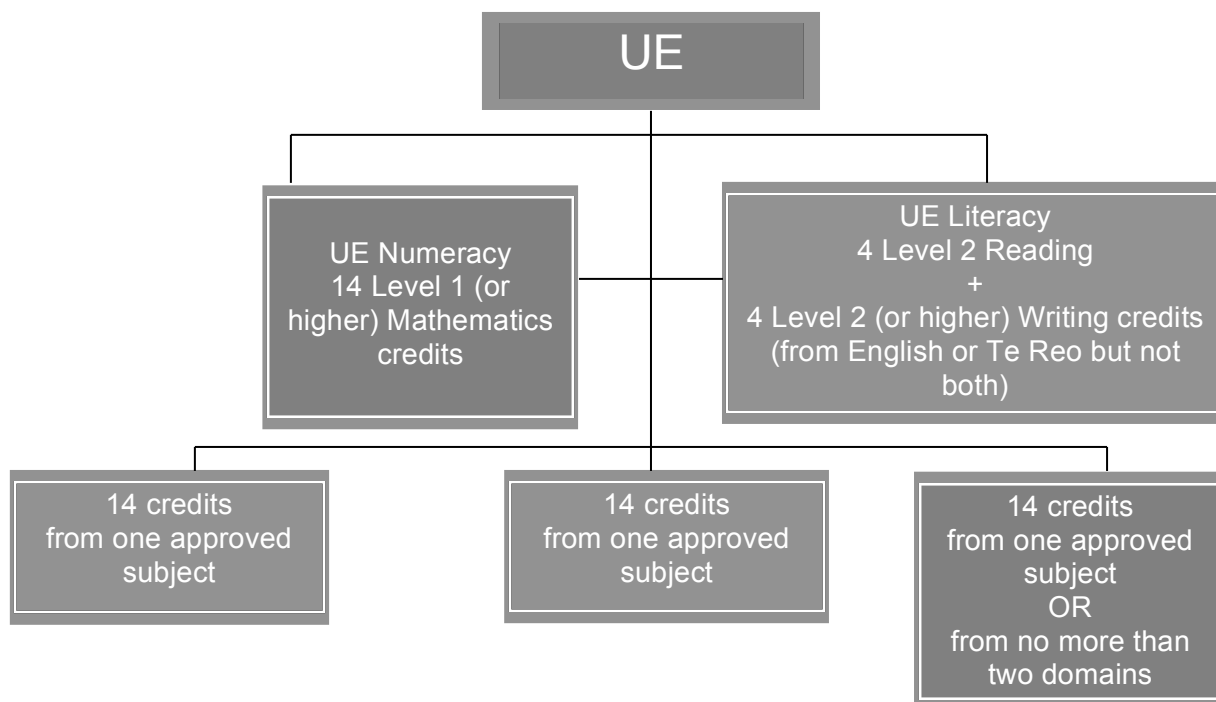 UE
UE Numeracy
14 Level 1 (or
higher) Mathematics
credits
UE Literacy
4 Level 2 Reading
+
4 Level 2 (or higher) Writing credits
(from English or Te Reo but not
both)
14 credits
from one approved
subject
14 credits
from one approved
subject
14 credits
from one approved
subject
OR
from no more than
two domains